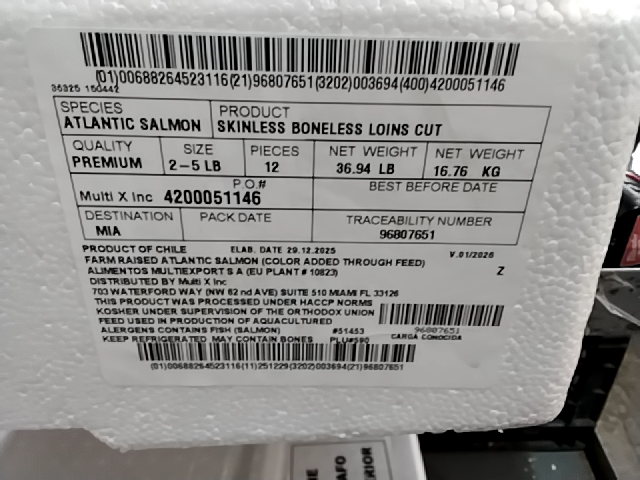 (01)00688264523116(21)96807651(3202)003694(400)4200051146
36325 150442
SPECIES
ATLANTIC SALMON
PRODUCT
SKINLESS BONELESS LOINS CUT
QUALITY
PREMIUM
SIZE
2-5 LB
PIECES
12
NET WEIGHT
36.94 LB
NET WEIGHT
16.76 KG
Multi X Inc
P.O.#
4200051146
BEST BEFORE DATE
DESTINATION
MIA
PACK DATE
TRACEABILITY NUMBER
96807651
PRODUCT OF CHILE ELAB. DATE 29.12.2025 V.01/2025
FARM RAISED ATLANTIC SALMON (COLOR ADDED THROUGH FEED)
ALIMENTOS MULTIEXPORT S A (EU PLANT # 10823) Z
DISTRIBUTED BY Multi X Inc
703 WATERFORD WAY (NW 62 nd AVE) SUITE 510 MIAMI FL 33126
THIS PRODUCT WAS PROCESSED UNDER HACCP NORMS
KOSHER UNDER SUPERVISION OF THE ORTHODOX UNION
FEED USED IN PRODUCTION OF AQUACULTURED
ALERGENS CONTAINS FISH (SALMON) #51453 96807651
KEEP REFRIGERATED MAY CONTAIN BONES PLU#590 CARGA CONOCIDA
(01)00688264523116(11)251229(3202)003694(21)96807651